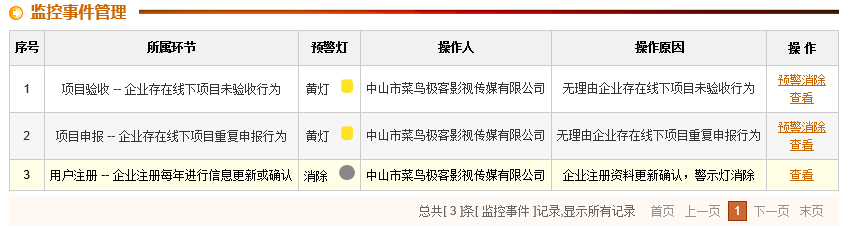 监控事件管理
序号 所属环节 预警灯 操作人 操作原因 操 作
1 项目验收 -- 企业存在线下项目未验收行为 黄灯 中山市菜鸟极客影视传媒有限公司 无理由企业存在线下项目未验收行为 预警消除
查看
2 项目申报 -- 企业存在线下项目重复申报行为 黄灯 中山市菜鸟极客影视传媒有限公司 无理由企业存在线下项目重复申报行为 预警消除
查看
3 用户注册 -- 企业注册每年进行信息更新或确认 消除 中山市菜鸟极客影视传媒有限公司 企业注册资料更新确认，警示灯消除 查看
总共[ 3 ]条[ 监控事件 ]记录,显示所有记录 首页 上一页 1 下一页 末页